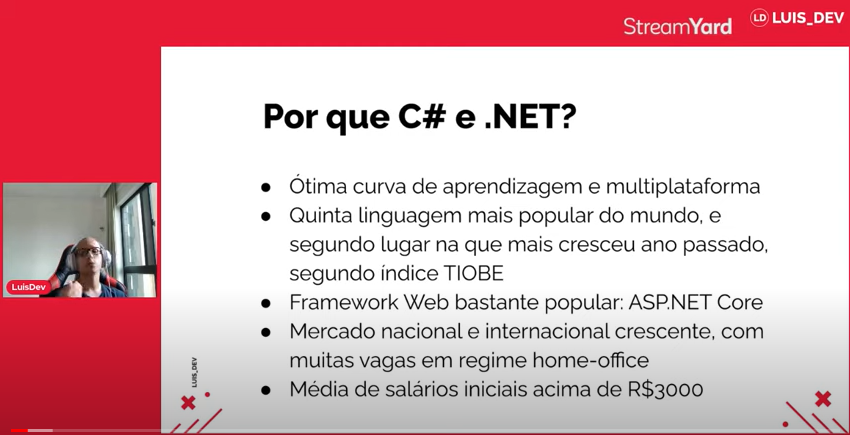 StreamYard
LD LUIS_DEV
Por que C# e .NET?
● Ótima curva de aprendizagem e multiplataforma
● Quinta linguagem mais popular do mundo, e
segundo lugar na que mais cresceu ano passado,
segundo índice TIOBE
● Framework Web bastante popular: ASP.NET Core
● Mercado nacional e internacional crescente, com
muitas vagas em regime home-office
● Média de salários iniciais acima de R$3000
LuisDev
LUIS_DEV